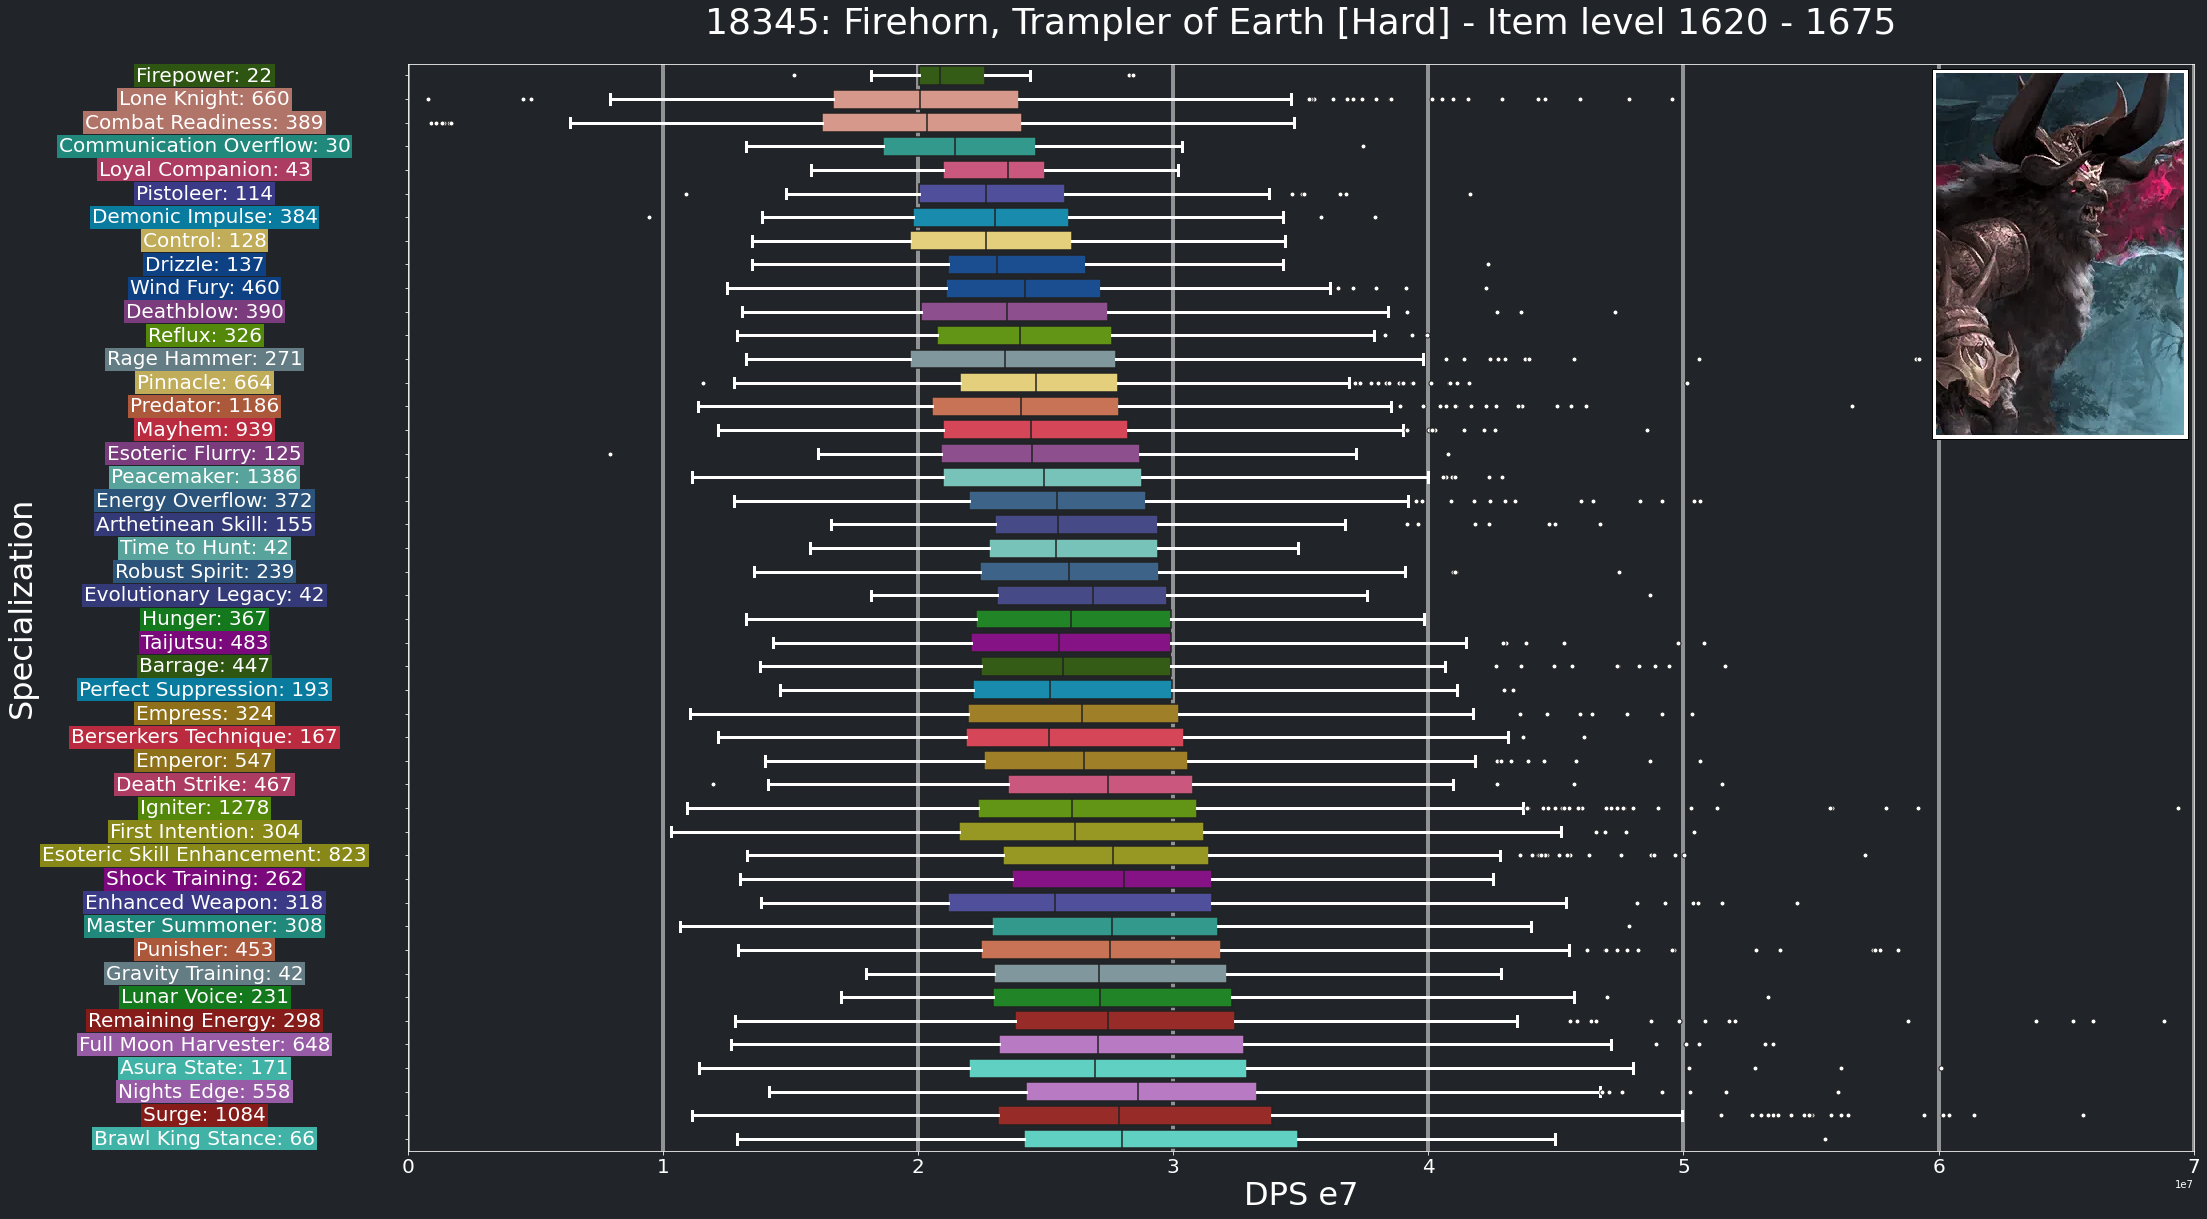 18345: Firehorn, Trampler of Earth [Hard] - Item level 1620 - 1675
Specialization
Firepower: 22
Lone Knight: 660
Combat Readiness: 389
Communication Overflow: 30
Loyal Companion: 43
Pistoleer: 114
Demonic Impulse: 384
Control: 128
Drizzle: 137
Wind Fury: 460
Deathblow: 390
Reflux: 326
Rage Hammer: 271
Pinnacle: 664
Predator: 1186
Mayhem: 939
Esoteric Flurry: 125
Peacemaker: 1386
Energy Overflow: 372
Arthetinean Skill: 155
Time to Hunt: 42
Robust Spirit: 239
Evolutionary Legacy: 42
Hunger: 367
Taijutsu: 483
Barrage: 447
Perfect Suppression: 193
Empress: 324
Berserkers Technique: 167
Emperor: 547
Death Strike: 467
Igniter: 1278
First Intention: 304
Esoteric Skill Enhancement: 823
Shock Training: 262
Enhanced Weapon: 318
Master Summoner: 308
Punisher: 453
Gravity Training: 42
Lunar Voice: 231
Remaining Energy: 298
Full Moon Harvester: 648
Asura State: 171
Nights Edge: 558
Surge: 1084
Brawl King Stance: 66
0 1 2 3 4 5 6 7
1e7
DPS e7